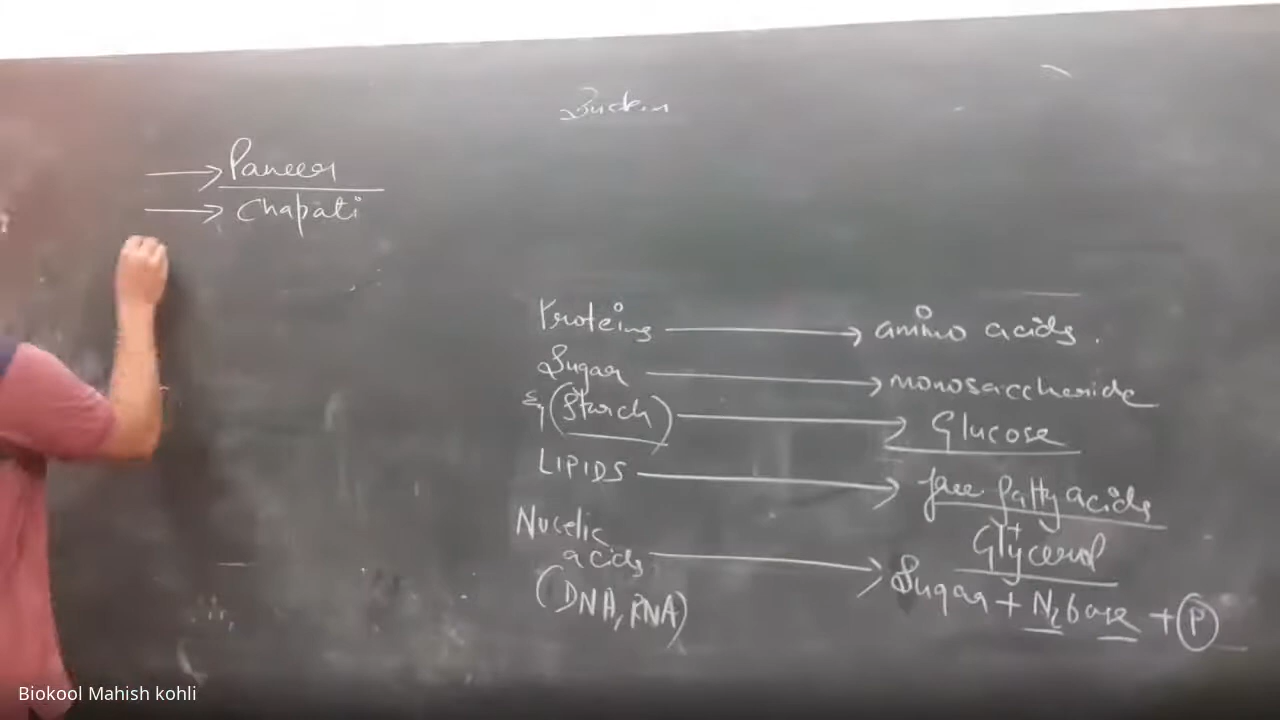 → Paneer
→ Chapati
Proteins → amino acids.
Sugar → monosaccharide
& (Starch) → Glucose
LIPIDS → free fatty acids
+
Glycerol
Nucelic
acids → Sugar + N2 base + P
(DNA, RNA)
Biokool Mahish kohli